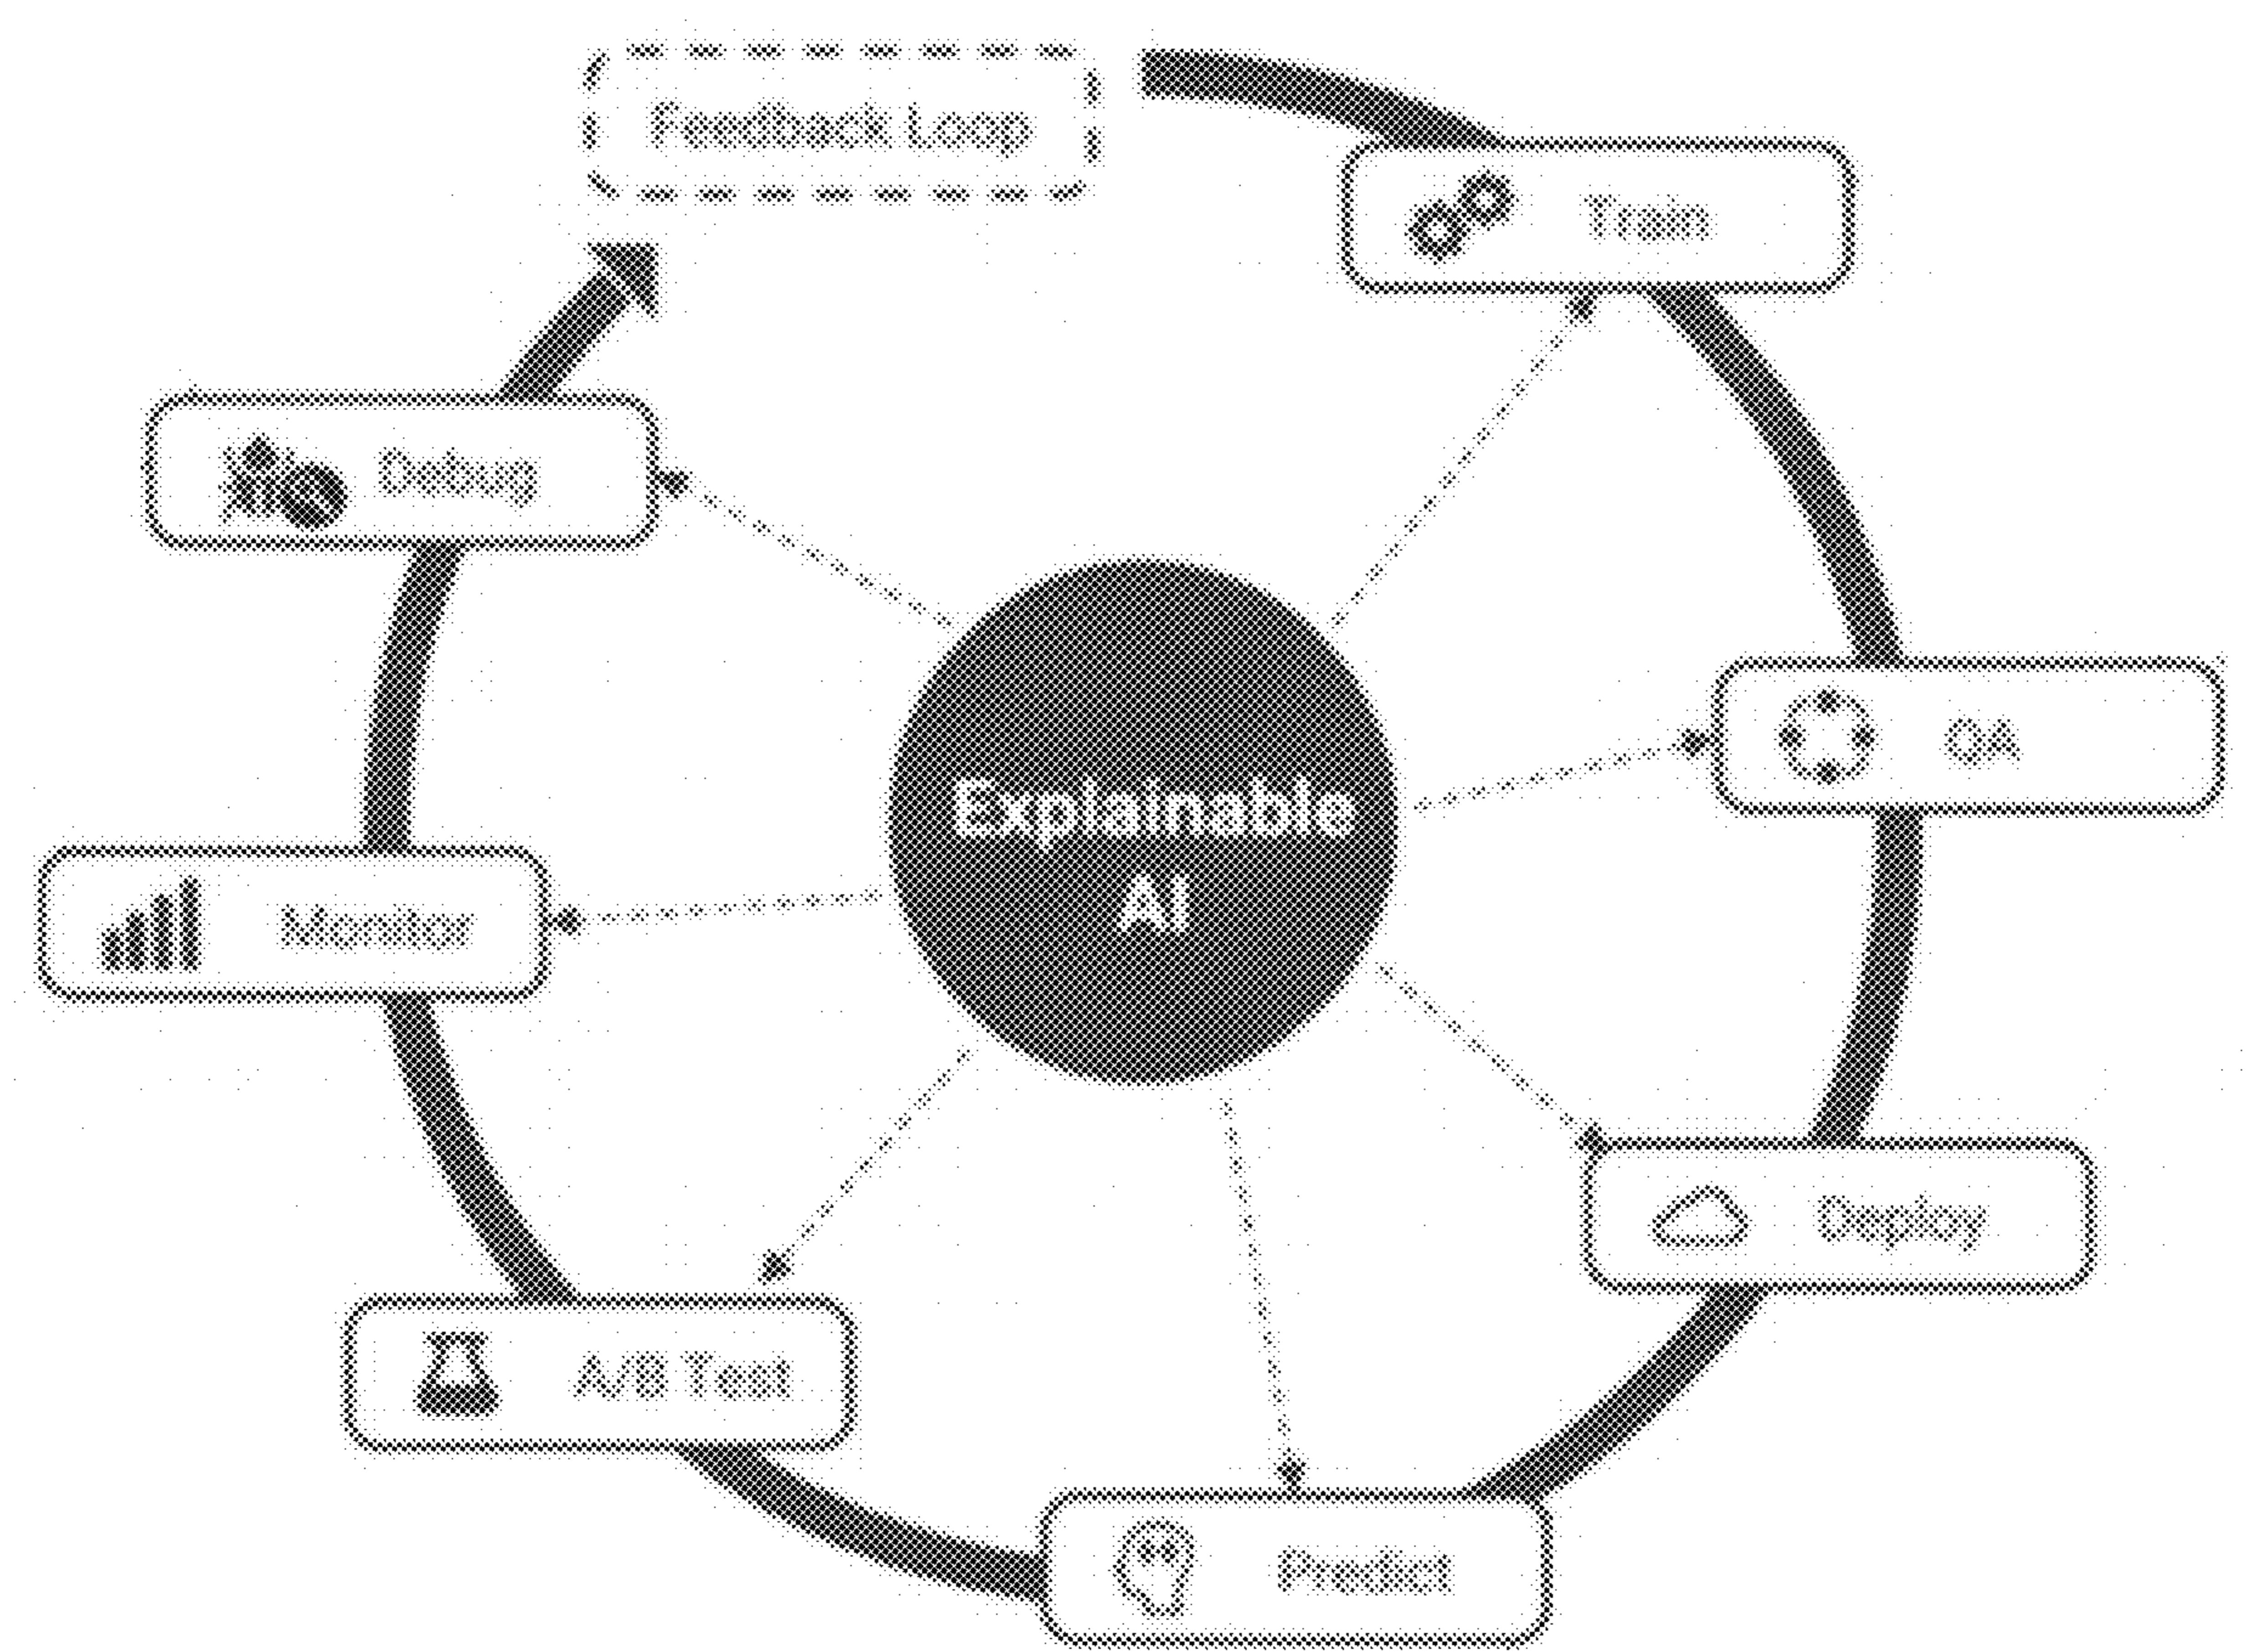 Feedback Loop
Train
Debug
QA
Explainable
AI
Monitor
Deploy
A/B Test
Predict